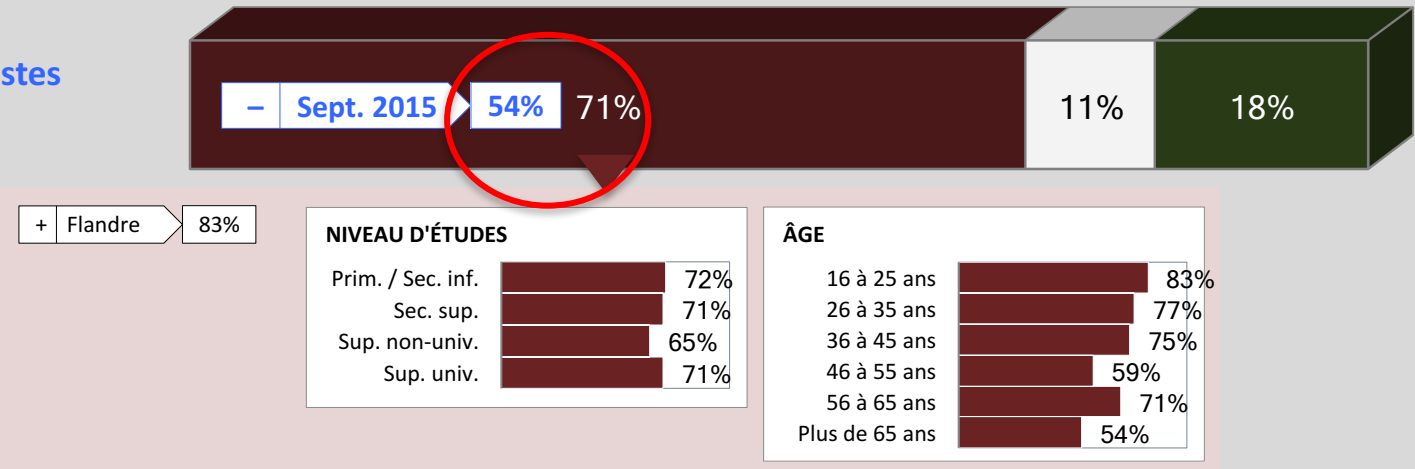 stes
– Sept. 2015 54% 71% 11% 18%
+ Flandre 83%
NIVEAU D'ÉTUDES
Prim. / Sec. inf. 72%
Sec. sup. 71%
Sup. non-univ. 65%
Sup. univ. 71%
ÂGE
16 à 25 ans 83%
26 à 35 ans 77%
36 à 45 ans 75%
46 à 55 ans 59%
56 à 65 ans 71%
Plus de 65 ans 54%